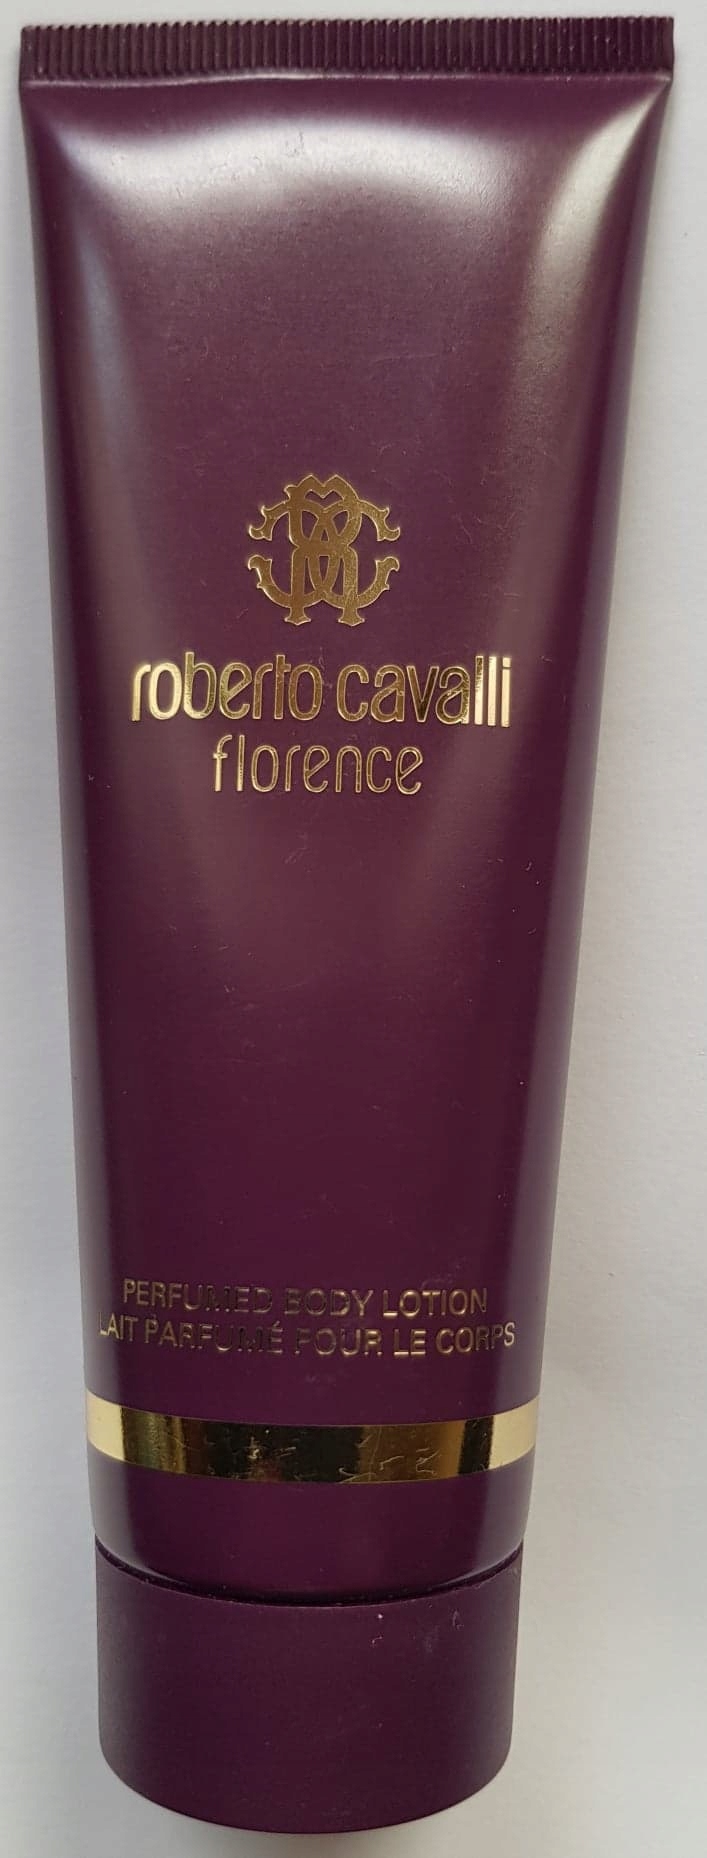 roberto cavalli
florence
PERFUMED BODY LOTION
LAIT PARFUMÉ POUR LE CORPS